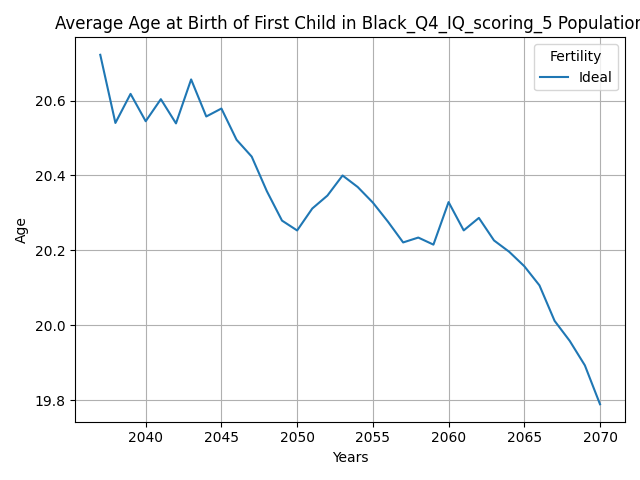 Average Age at Birth of First Child in Black_Q4_IQ_scoring_5 Population
Fertility
Ideal
20.6
20.4
20.2
20.0
19.8
Age
2040 2045 2050 2055 2060 2065 2070
Years